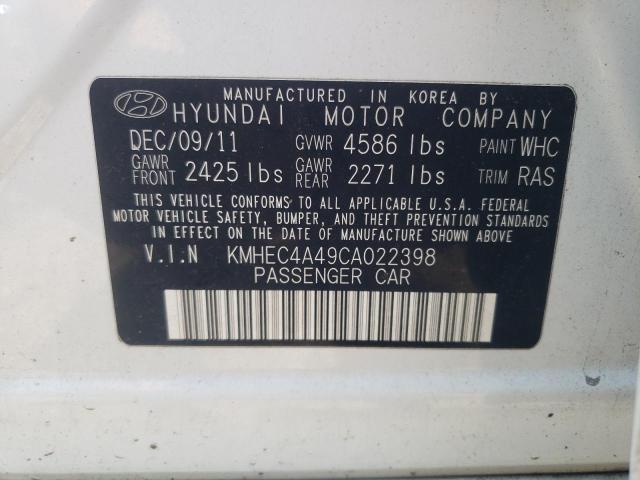 MANUFACTURED IN KOREA BY
HYUNDAI MOTOR COMPANY
DEC/09/11 GVWR 4586 lbs PAINT WHC
GAWR FRONT 2425 lbs GAWR REAR 2271 lbs TRIM RAS
THIS VEHICLE CONFORMS TO ALL APPLICABLE U.S.A. FEDERAL
MOTOR VEHICLE SAFETY, BUMPER, AND THEFT PREVENTION STANDARDS
IN EFFECT ON THE DATE OF MANUFACTURE SHOWN ABOVE.
V.I.N KMHEC4A49CA022398
PASSENGER CAR